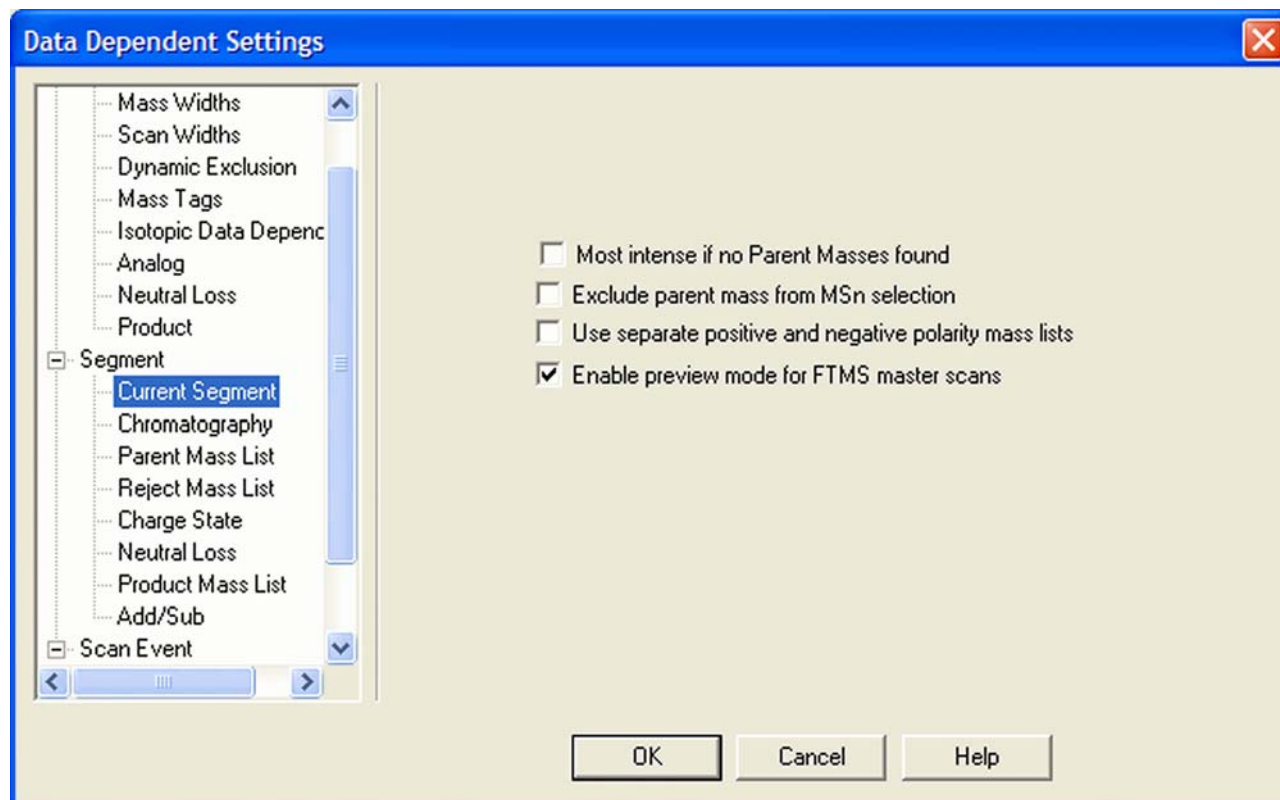 Data Dependent Settings
Mass Widths
Scan Widths
Dynamic Exclusion
Mass Tags
Isotopic Data Depenc
Analog
Neutral Loss
Product
Segment
Current Segment
Chromatography
Parent Mass List
Reject Mass List
Charge State
Neutral Loss
Product Mass List
Add/Sub
Scan Event
Most intense if no Parent Masses found
Exclude parent mass from MSn selection
Use separate positive and negative polarity mass lists
Enable preview mode for FTMS master scans
OK Cancel Help